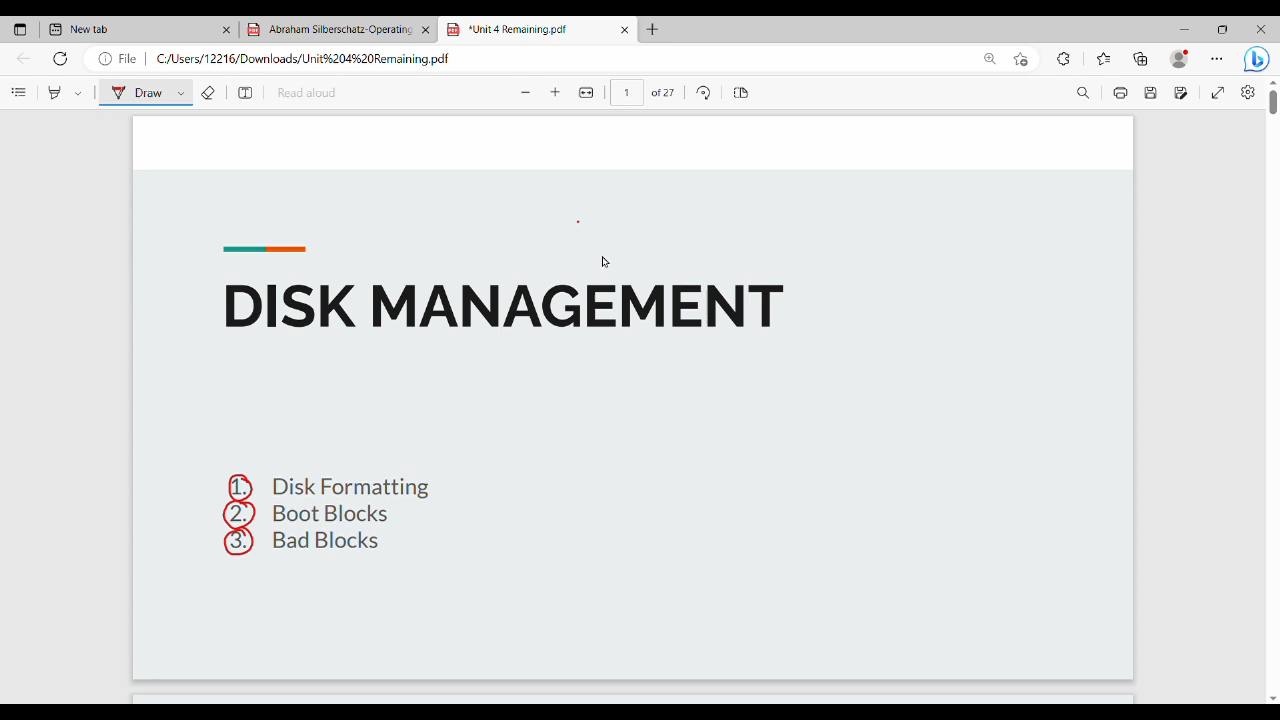 New tab
Abraham Silberschatz-Operating
*Unit 4 Remaining.pdf
File
C:/Users/12216/Downloads/Unit%204%20Remaining.pdf
Draw
Read aloud
1
of 27
DISK MANAGEMENT
1. Disk Formatting
2. Boot Blocks
3. Bad Blocks